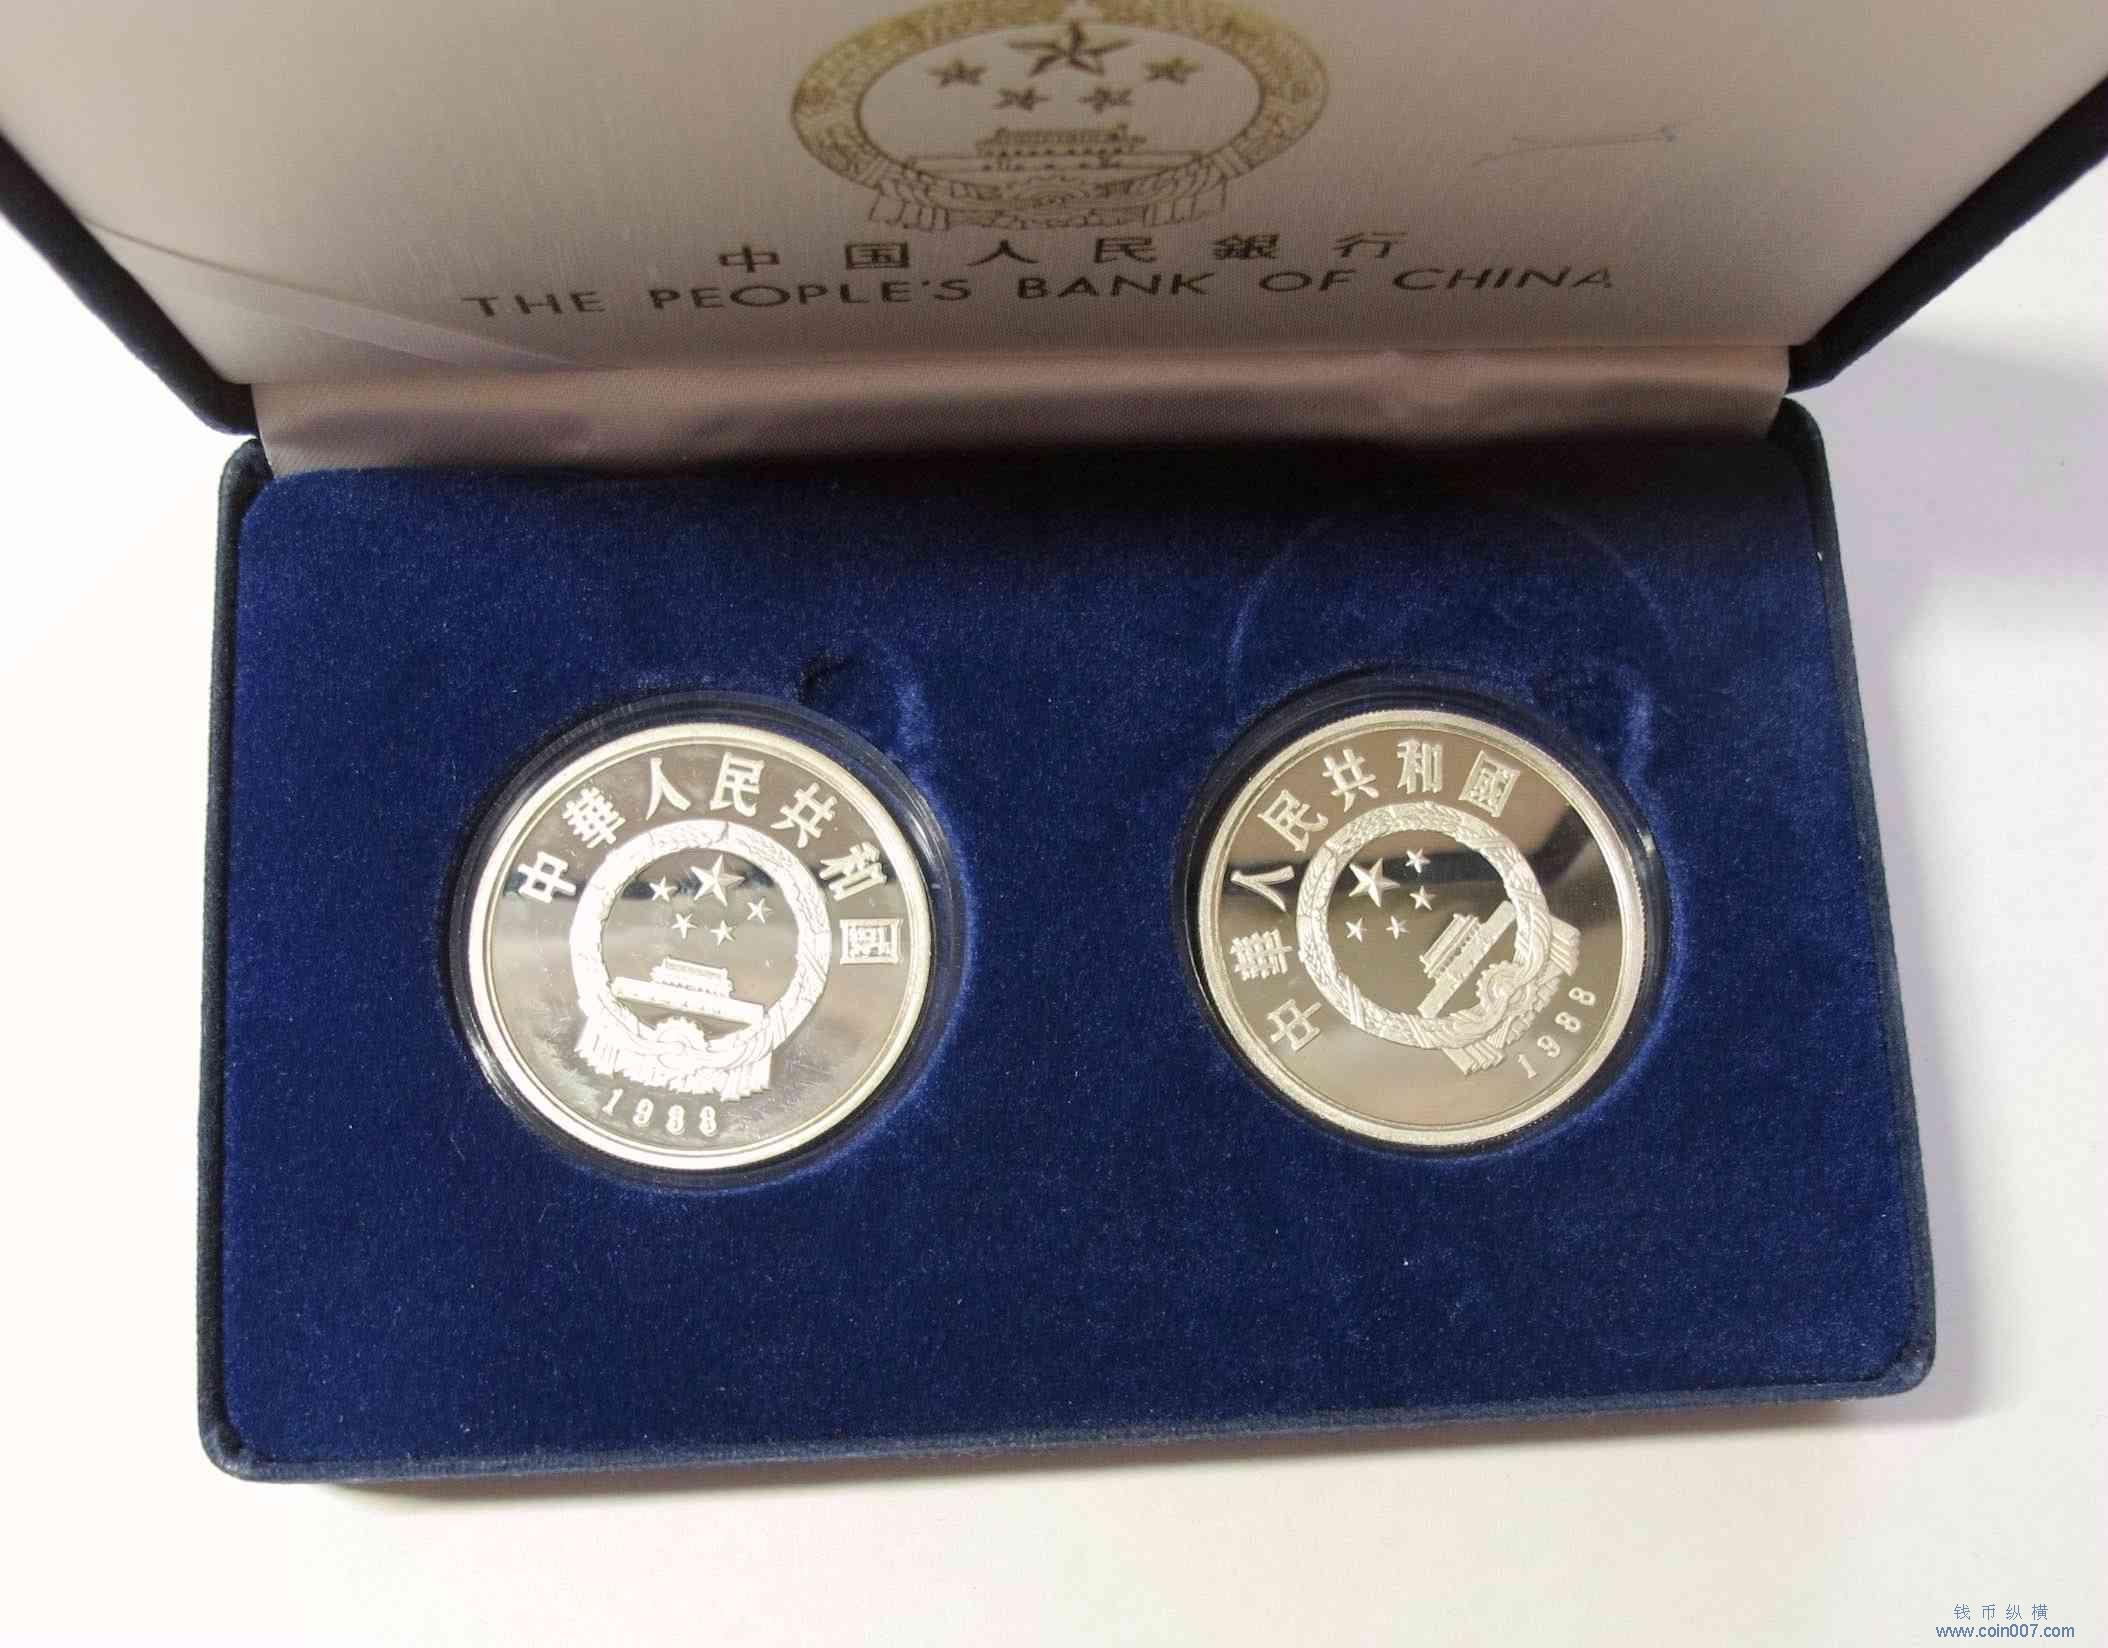 中国人民銀行
THE PEOPLE'S BANK OF CHINA
中華人民共和國
1988
中華人民共和國
1988
钱币纵横
www.coin007.com